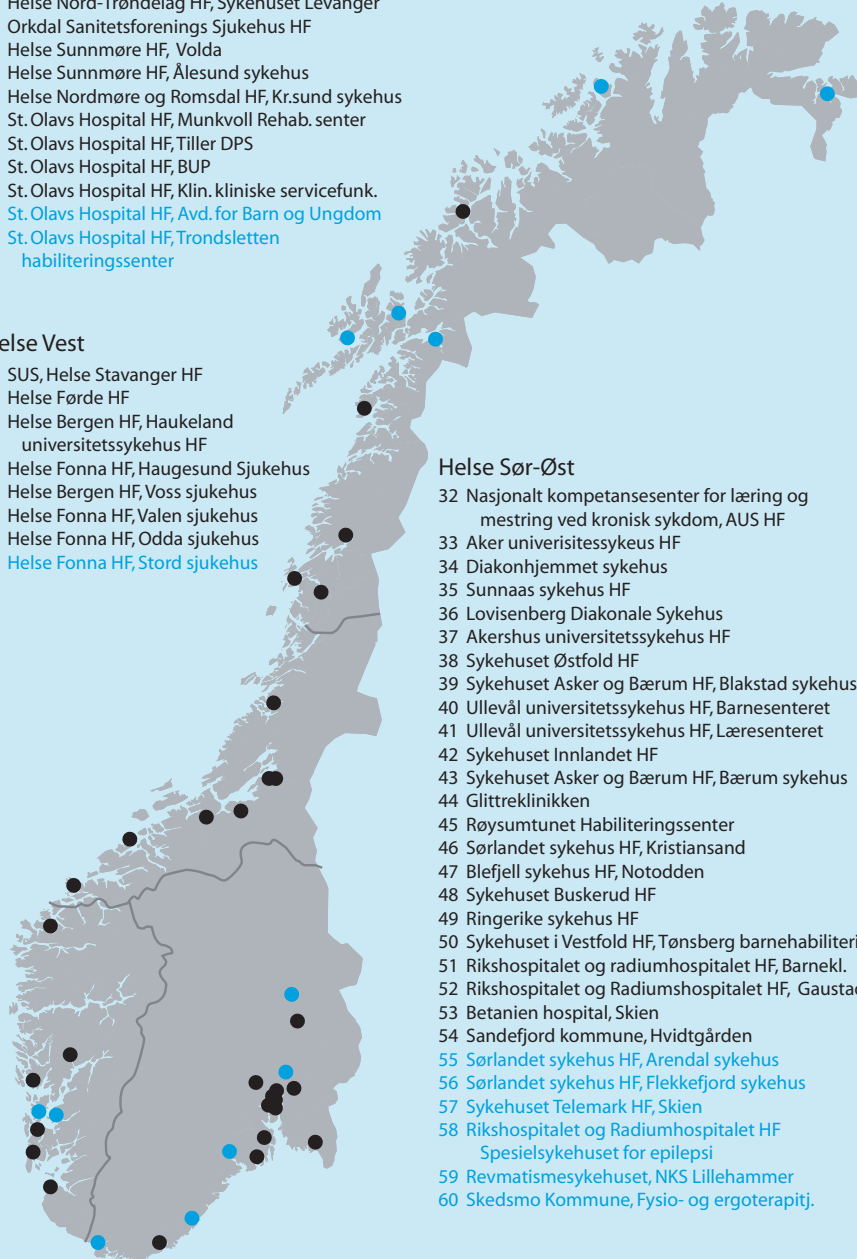 Helse Nord-Trøndelag HF, Sykehuset Levanger
Orkdal Sanitetsforenings Sjukehus HF
Helse Sunnmøre HF, Volda
Helse Sunnmøre HF, Ålesund sykehus
Helse Nordmøre og Romsdal HF, Kr.sund sykehus
St. Olavs Hospital HF, Munkvoll Rehab. senter
St. Olavs Hospital HF, Tiller DPS
St. Olavs Hospital HF, BUP
St. Olavs Hospital HF, Klin. kliniske servicefunk.
St. Olavs Hospital HF, Avd. for Barn og Ungdom
St. Olavs Hospital HF, Trondsletten
habiliteringssenter
else Vest
SUS, Helse Stavanger HF
Helse Førde HF
Helse Bergen HF, Haukeland
universitetssykehus HF
Helse Fonna HF, Haugesund Sjukehus
Helse Bergen HF, Voss sjukehus
Helse Fonna HF, Valen sjukehus
Helse Fonna HF, Odda sjukehus
Helse Fonna HF, Stord sjukehus
Helse Sør-Øst
32 Nasjonalt kompetansesenter for læring og
mestring ved kronisk sykdom, AUS HF
33 Aker univerisitessykeus HF
34 Diakonhjemmet sykehus
35 Sunnaas sykehus HF
36 Lovisenberg Diakonale Sykehus
37 Akershus universitetssykehus HF
38 Sykehuset Østfold HF
39 Sykehuset Asker og Bærum HF, Blakstad sykehus
40 Ullevål universitetssykehus HF, Barnesenteret
41 Ullevål universitetssykehus HF, Læresenteret
42 Sykehuset Innlandet HF
43 Sykehuset Asker og Bærum HF, Bærum sykehus
44 Glittreklinikken
45 Røysumtunet Habiliteringssenter
46 Sørlandet sykehus HF, Kristiansand
47 Blefjell sykehus HF, Notodden
48 Sykehuset Buskerud HF
49 Ringerike sykehus HF
50 Sykehuset i Vestfold HF, Tønsberg barnehabiliteri
51 Rikshospitalet og radiumhospitalet HF, Barnekl.
52 Rikshospitalet og Radiumshospitalet HF, Gaustad
53 Betanien hospital, Skien
54 Sandefjord kommune, Hvidtgården
55 Sørlandet sykehus HF, Arendal sykehus
56 Sørlandet sykehus HF, Flekkefjord sykehus
57 Sykehuset Telemark HF, Skien
58 Rikshospitalet og Radiumhospitalet HF
Spesielsykehuset for epilepsi
59 Revmatismesykehuset, NKS Lillehammer
60 Skedsmo Kommune, Fysio- og ergoterapitj.